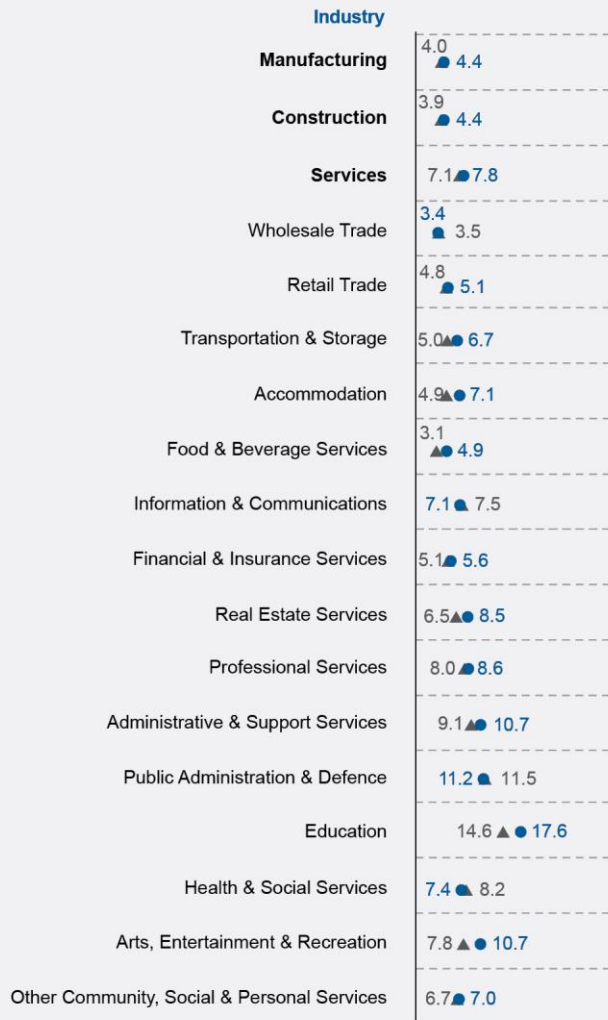 Industry
4.0
Manufacturing 4.4
3.9
Construction 4.4
Services 7.1 7.8
3.4
Wholesale Trade 3.5
4.8
Retail Trade 5.1
Transportation & Storage 5.0 6.7
Accommodation 4.9 7.1
3.1
Food & Beverage Services 4.9
Information & Communications 7.1 7.5
Financial & Insurance Services 5.1 5.6
Real Estate Services 6.5 8.5
Professional Services 8.0 8.6
Administrative & Support Services 9.1 10.7
Public Administration & Defence 11.2 11.5
Education 14.6 17.6
Health & Social Services 7.4 8.2
Arts, Entertainment & Recreation 7.8 10.7
Other Community, Social & Personal Services 6.7 7.0